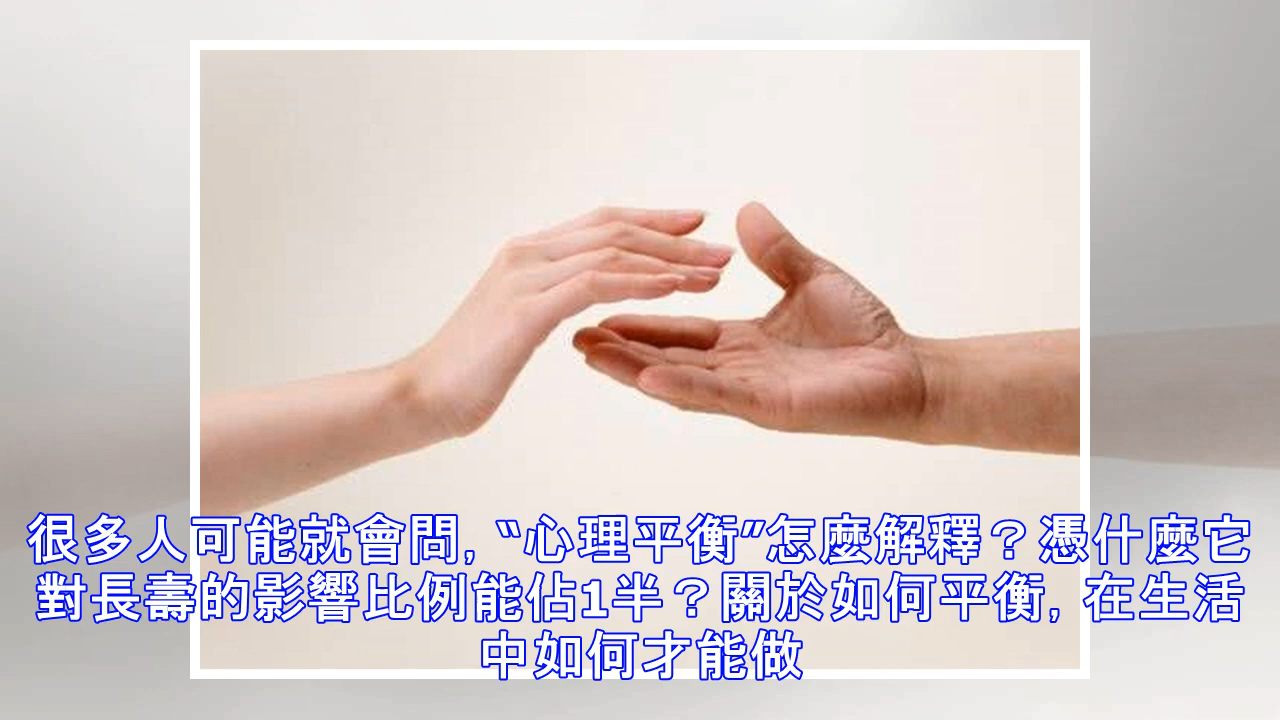 很多人可能就會問, “心理平衡”怎麼解釋？憑什麼它
對長壽的影響比例能佔1半？關於如何平衡, 在生活
中如何才能做